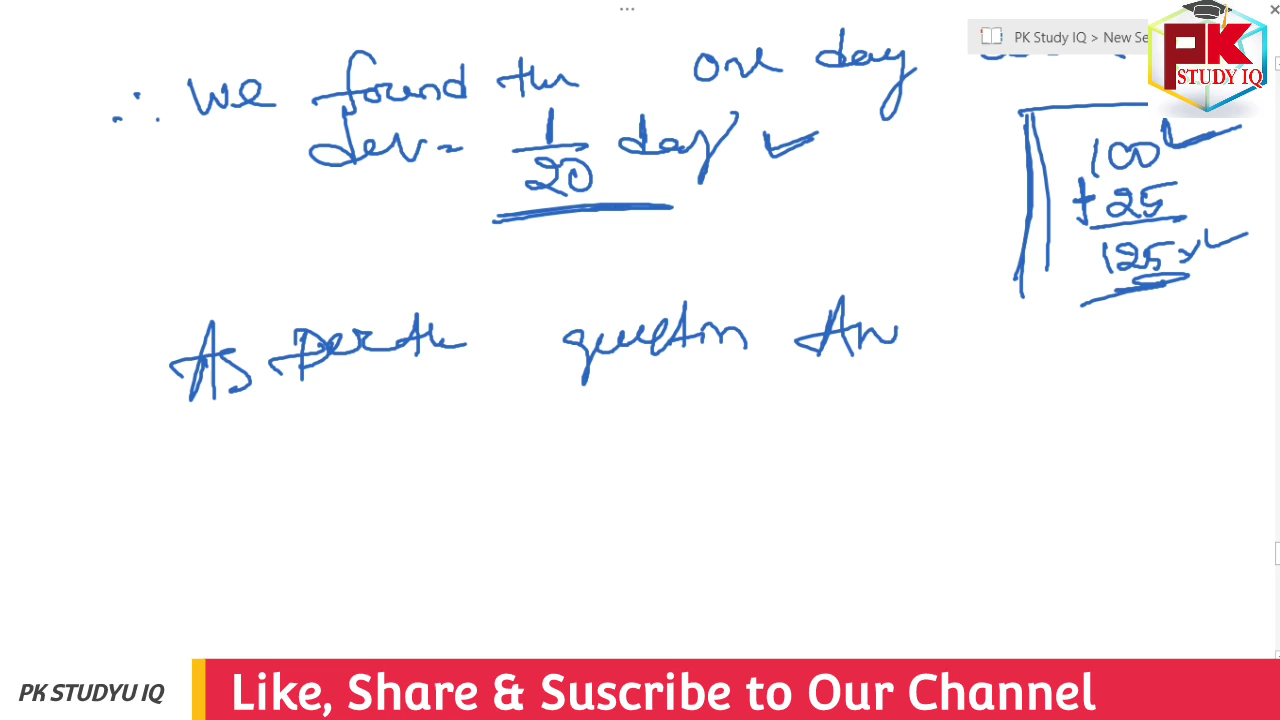 PK Study IQ > New Se
PK
STUDY IQ
∴ We found the one day
dev = 1/20 day ✓
100 ✓
+ 25
125 ✓
As per the question An
PK STUDYU IQ
Like, Share & Suscribe to Our Channel